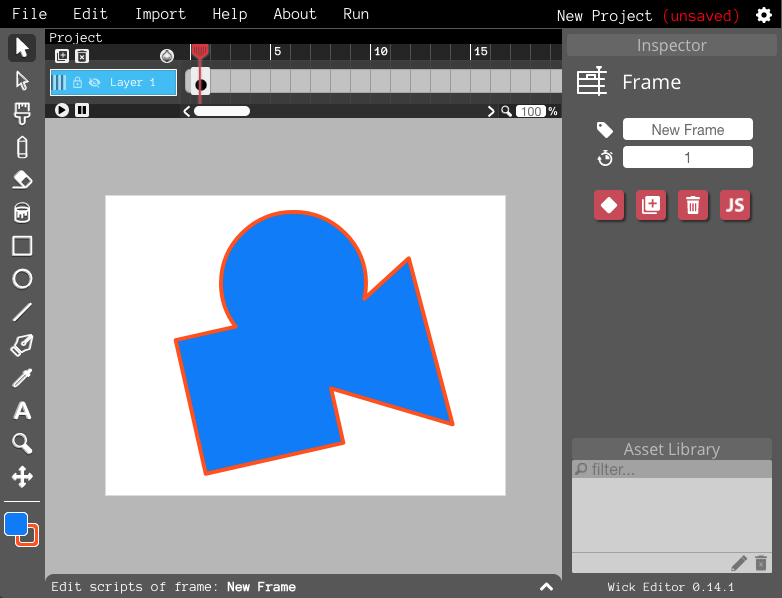 File Edit Import Help About Run
New Project (unsaved)
Project
Inspector
5 10 15
Layer 1
Frame
100 %
New Frame
1
JS
A
Asset Library
filter...
Edit scripts of frame: New Frame
Wick Editor 0.14.1